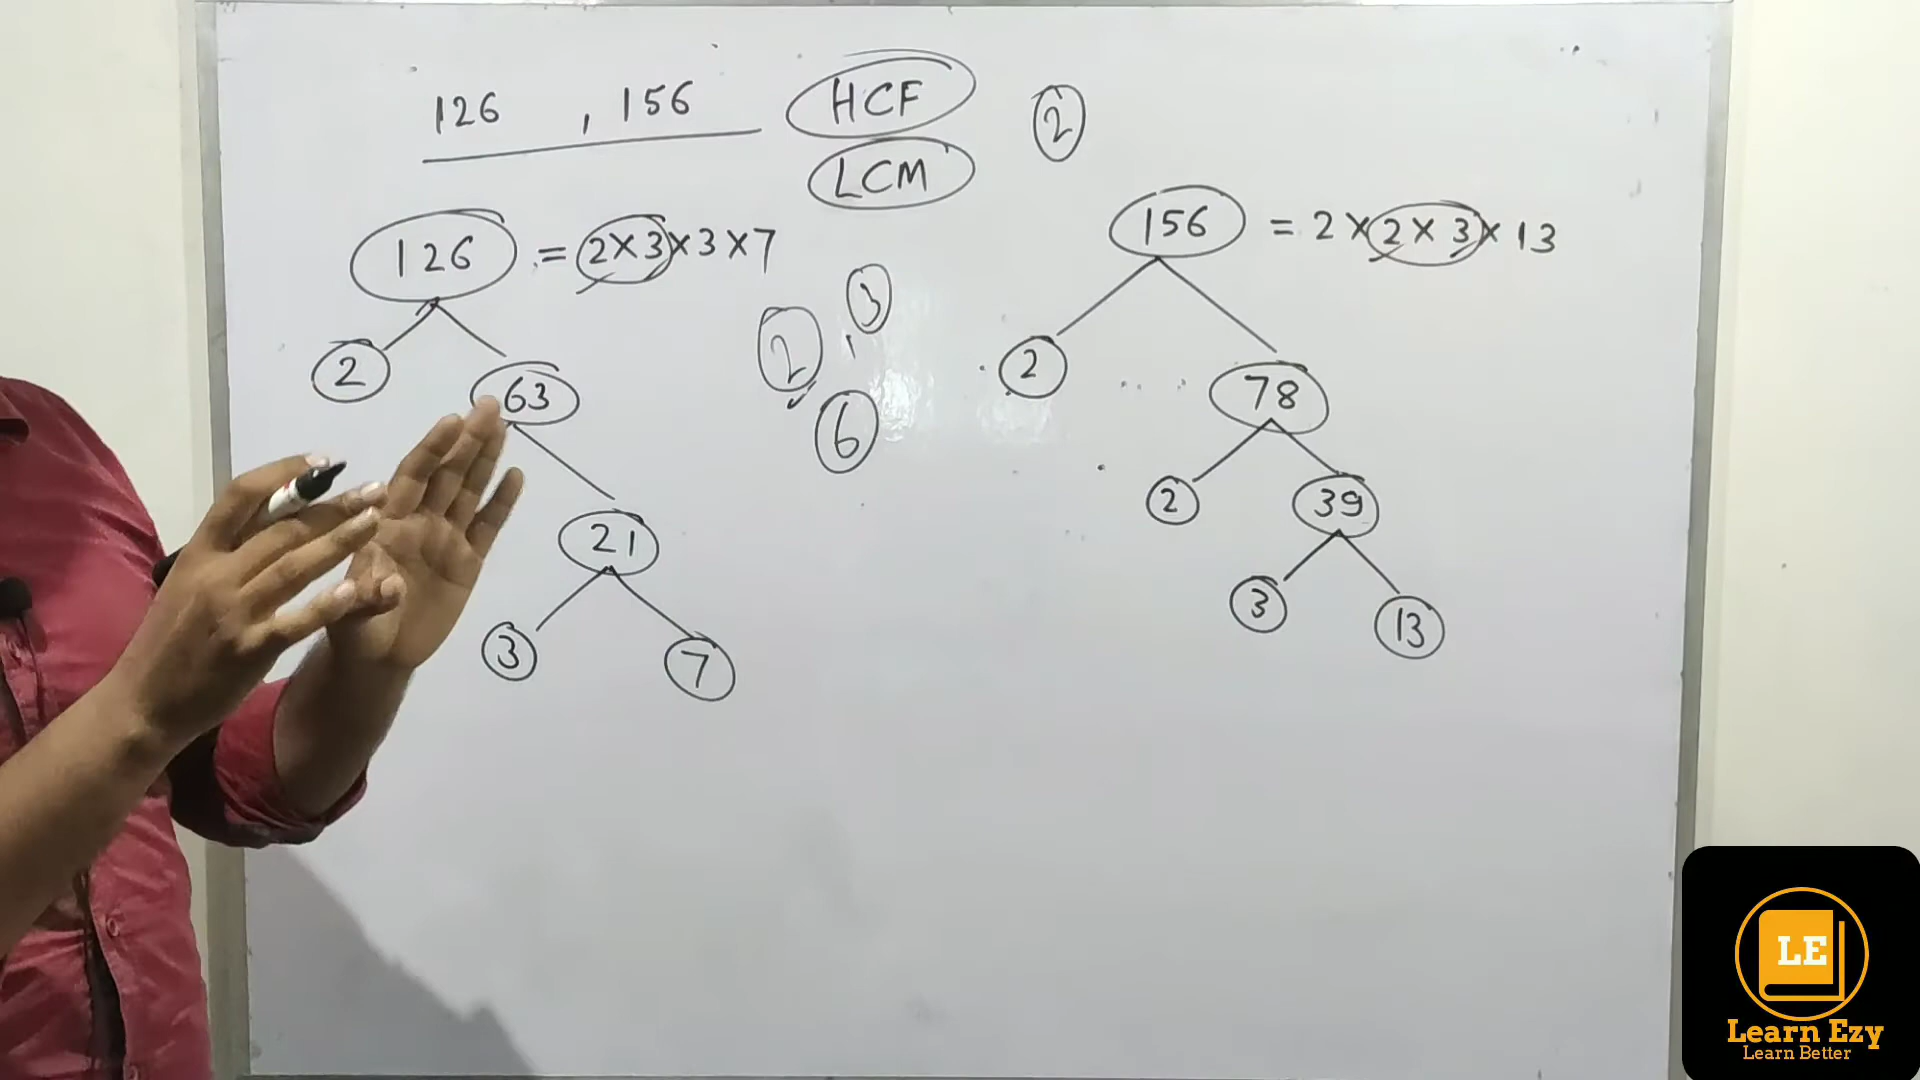 126 , 156 HCF 2
LCM
126 = 2×3×3×7
156 = 2×2×3×13
2 63
2, 3
6
2 78
21
2 39
3 7
3 13
LE
Learn Ezy
Learn Better